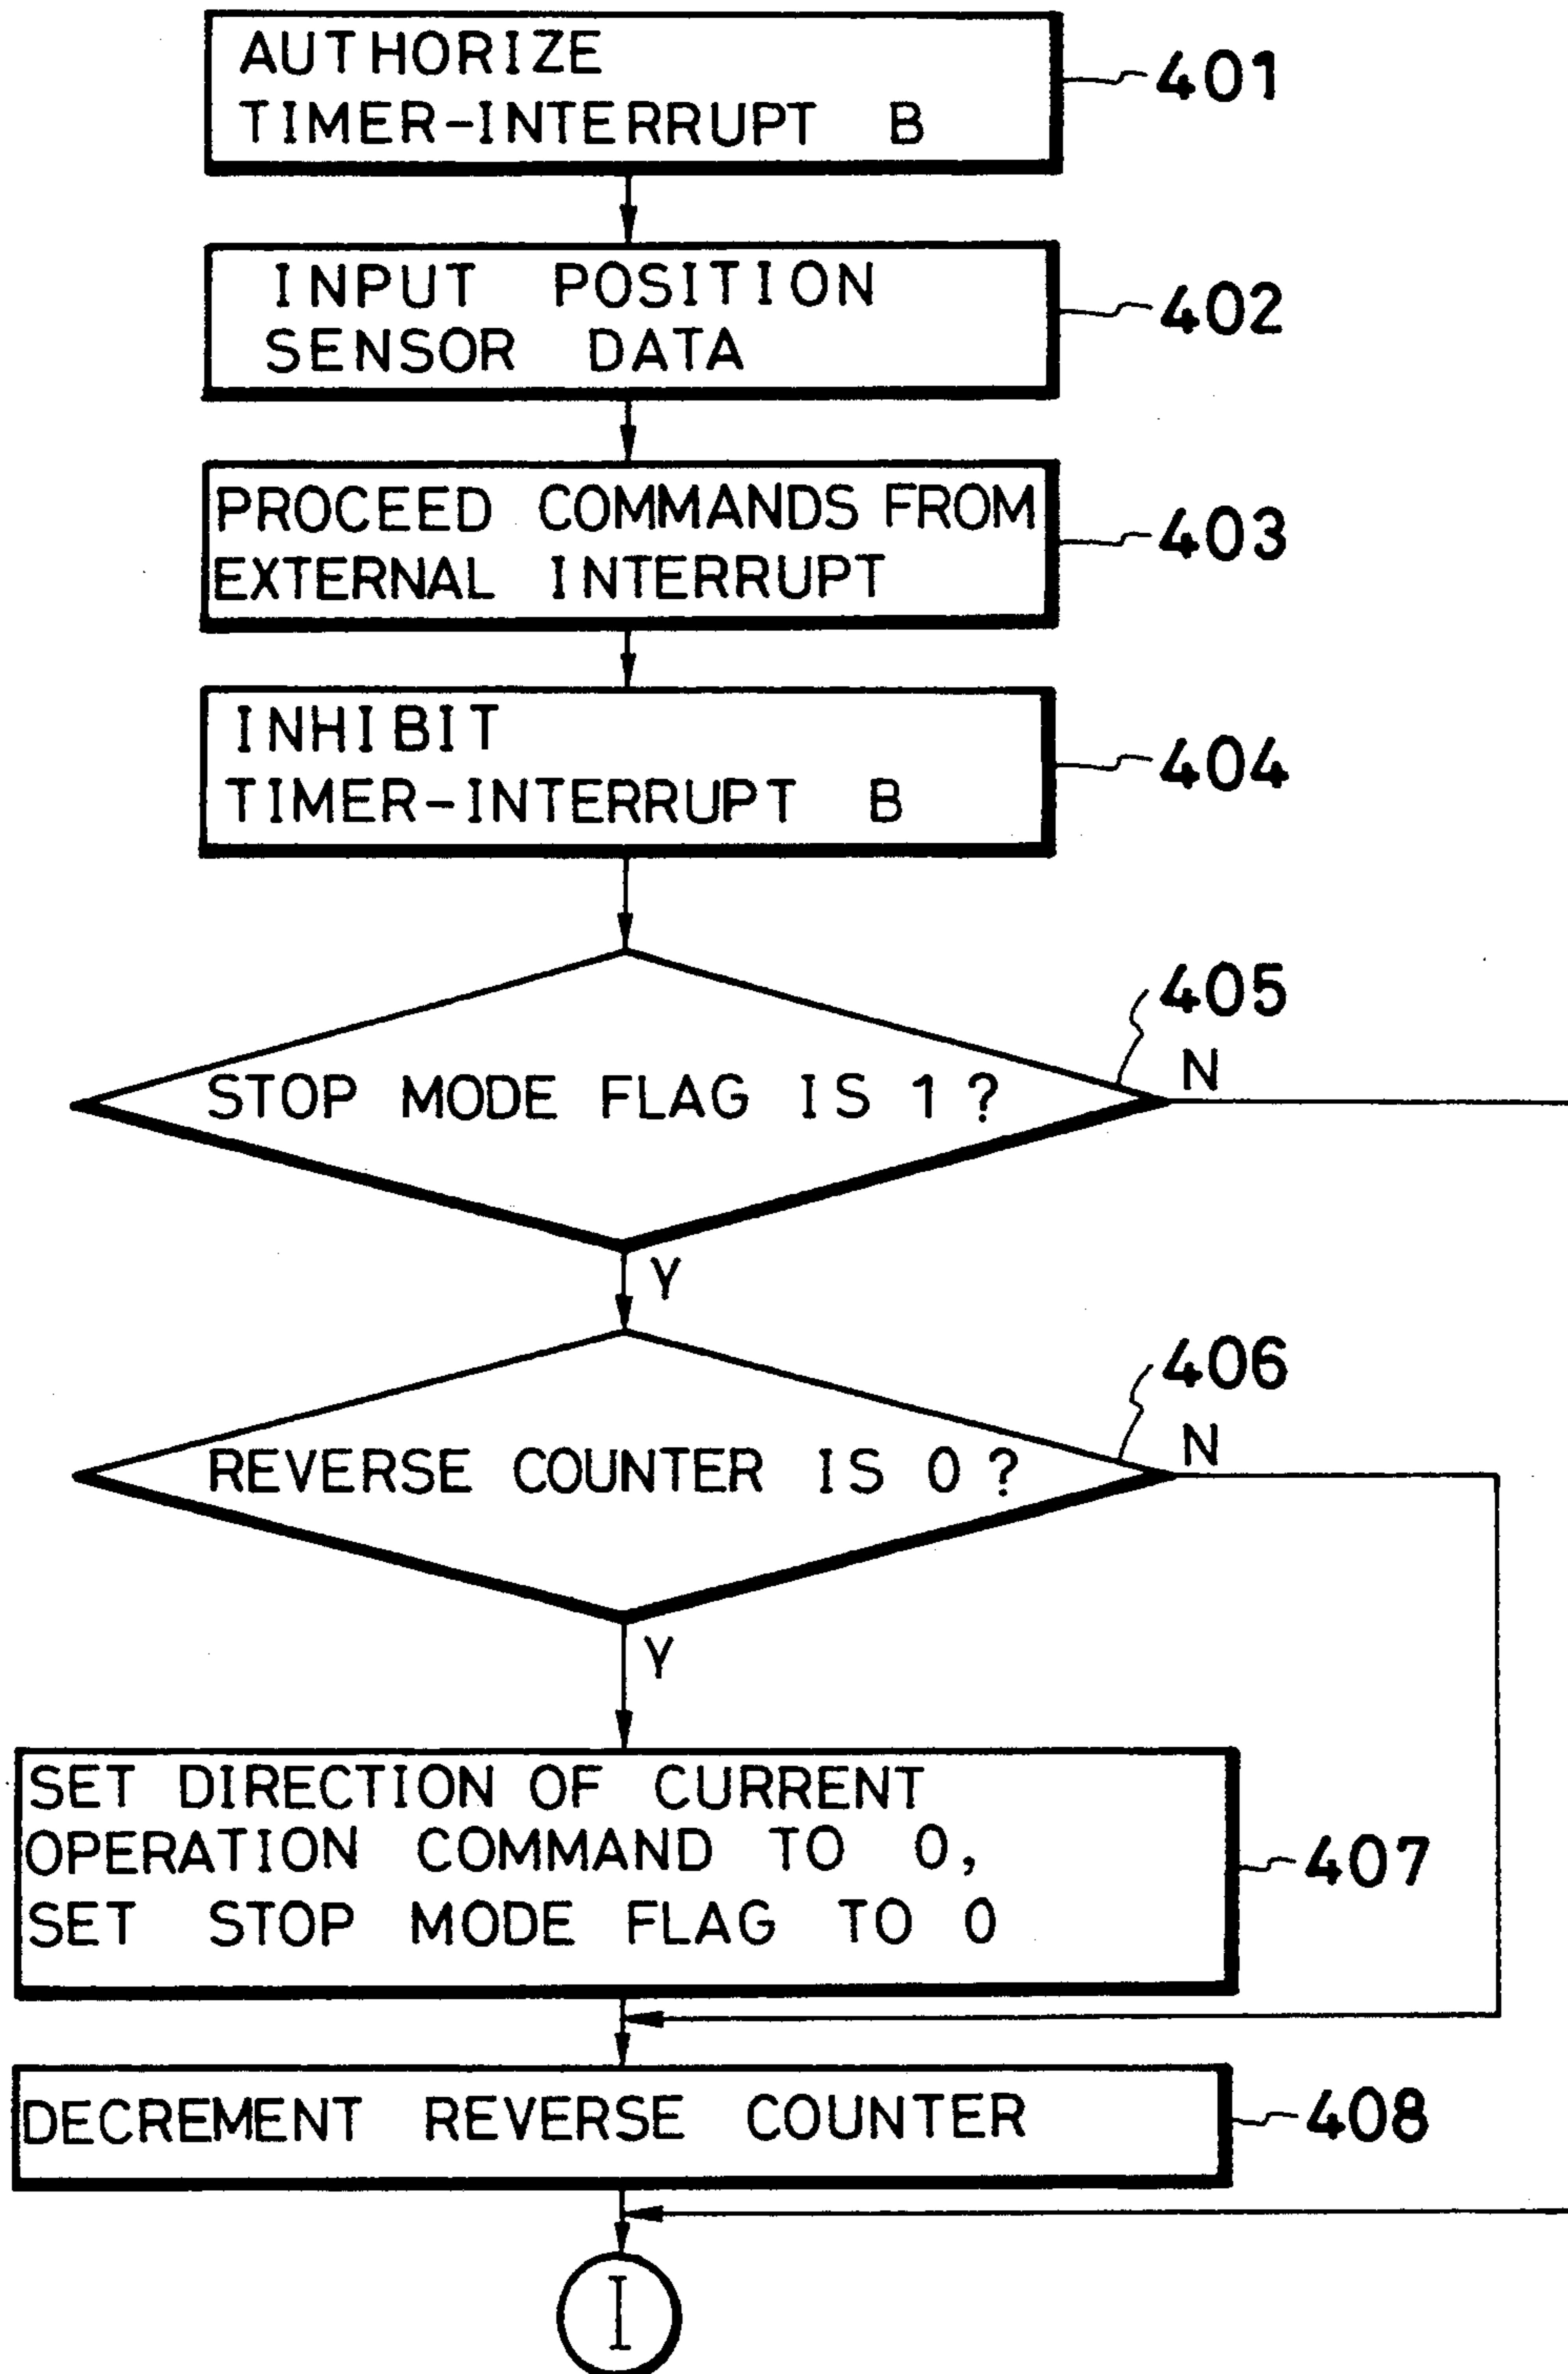 AUTHORIZE
TIMER-INTERRUPT B
401
INPUT POSITION
SENSOR DATA
402
PROCEED COMMANDS FROM
EXTERNAL INTERRUPT
403
INHIBIT
TIMER-INTERRUPT B
404
405
STOP MODE FLAG IS 1 ?
N
Y
406
REVERSE COUNTER IS 0 ?
N
Y
SET DIRECTION OF CURRENT
OPERATION COMMAND TO 0,
SET STOP MODE FLAG TO 0
407
DECREMENT REVERSE COUNTER
408
I